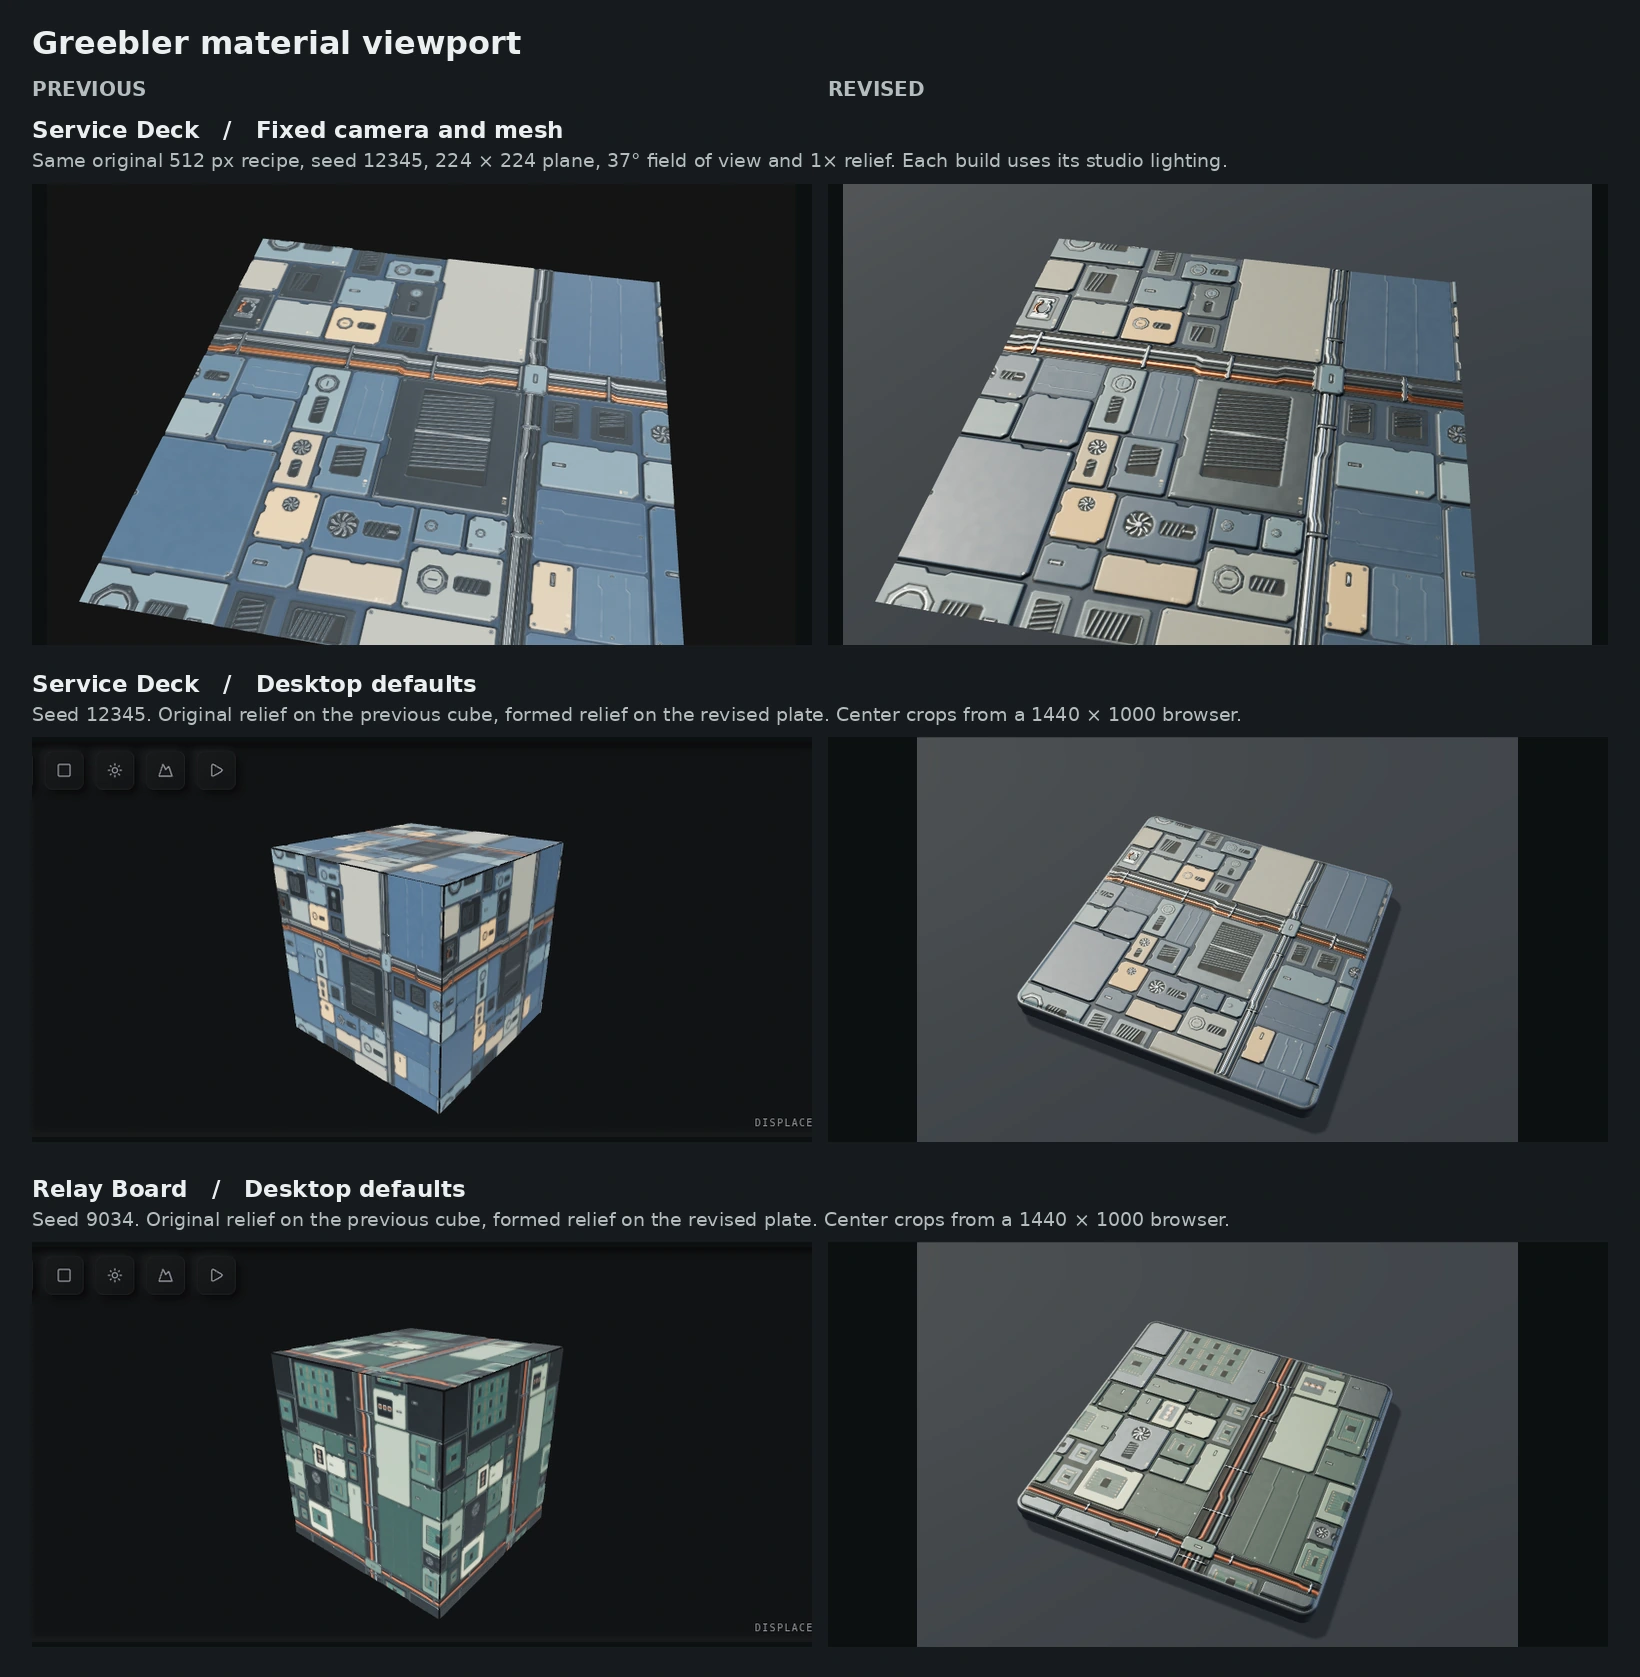 Greebler material viewport
PREVIOUS
REVISED
Service Deck / Fixed camera and mesh
Same original 512 px recipe, seed 12345, 224 × 224 plane, 37° field of view and 1× relief. Each build uses its studio lighting.
Service Deck / Desktop defaults
Seed 12345. Original relief on the previous cube, formed relief on the revised plate. Center crops from a 1440 × 1000 browser.
DISPLACE
Relay Board / Desktop defaults
Seed 9034. Original relief on the previous cube, formed relief on the revised plate. Center crops from a 1440 × 1000 browser.
DISPLACE